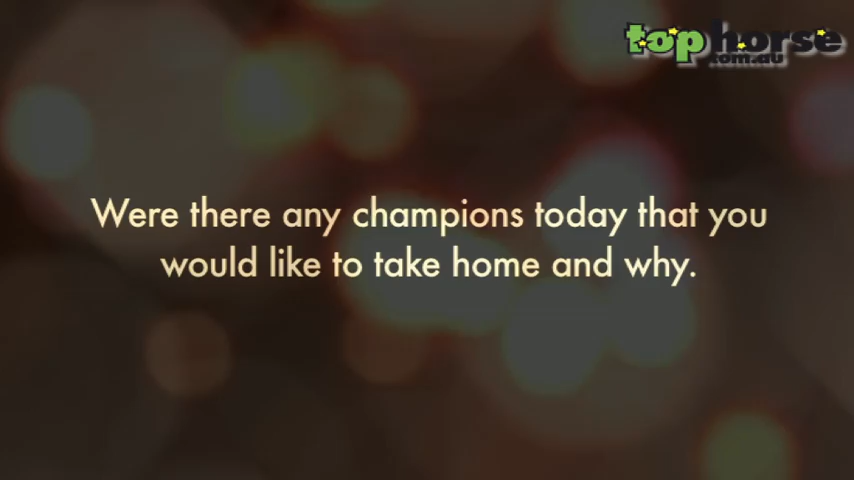 tophorse
.com.au
Were there any champions today that you
would like to take home and why.